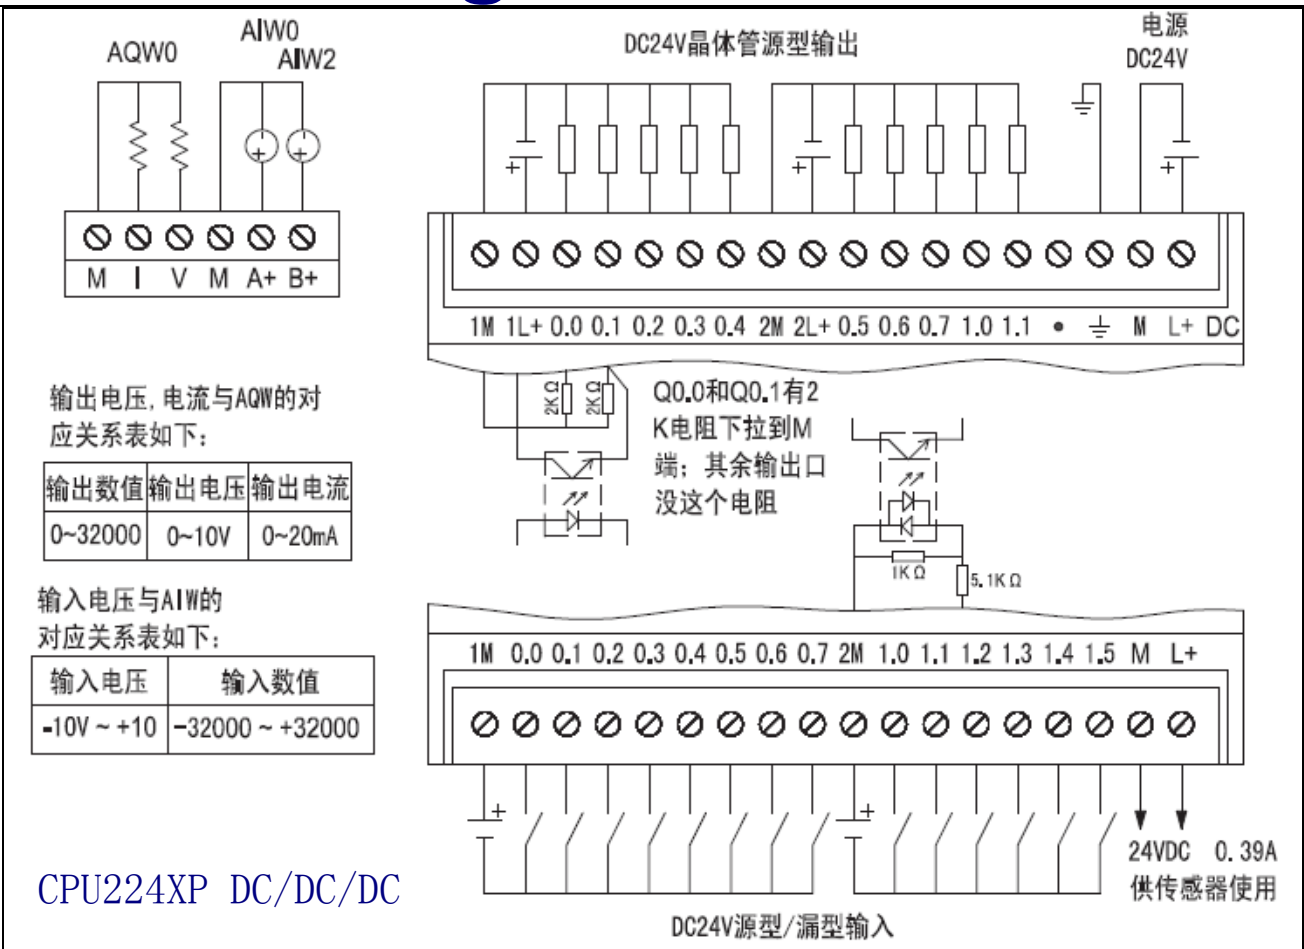 AQW0
AIW0
AIW2
M I V M A+ B+
DC24V晶体管源型输出
电源
DC24V
1M 1L+ 0.0 0.1 0.2 0.3 0.4 2M 2L+ 0.5 0.6 0.7 1.0 1.1 • M L+ DC
2KΩ
2KΩ
Q0.0和Q0.1有2
K电阻下拉到M
端；其余输出口
没这个电阻
输出电压,电流与AQW的对
应关系表如下：
输出数值 输出电压 输出电流
0~32000 0~10V 0~20mA
输入电压与AIW的
对应关系表如下：
输入电压 输入数值
-10V ~ +10 -32000 ~ +32000
1KΩ
5.1KΩ
1M 0.0 0.1 0.2 0.3 0.4 0.5 0.6 0.7 2M 1.0 1.1 1.2 1.3 1.4 1.5 M L+
24VDC 0.39A
供传感器使用
DC24V源型/漏型输入
CPU224XP DC/DC/DC